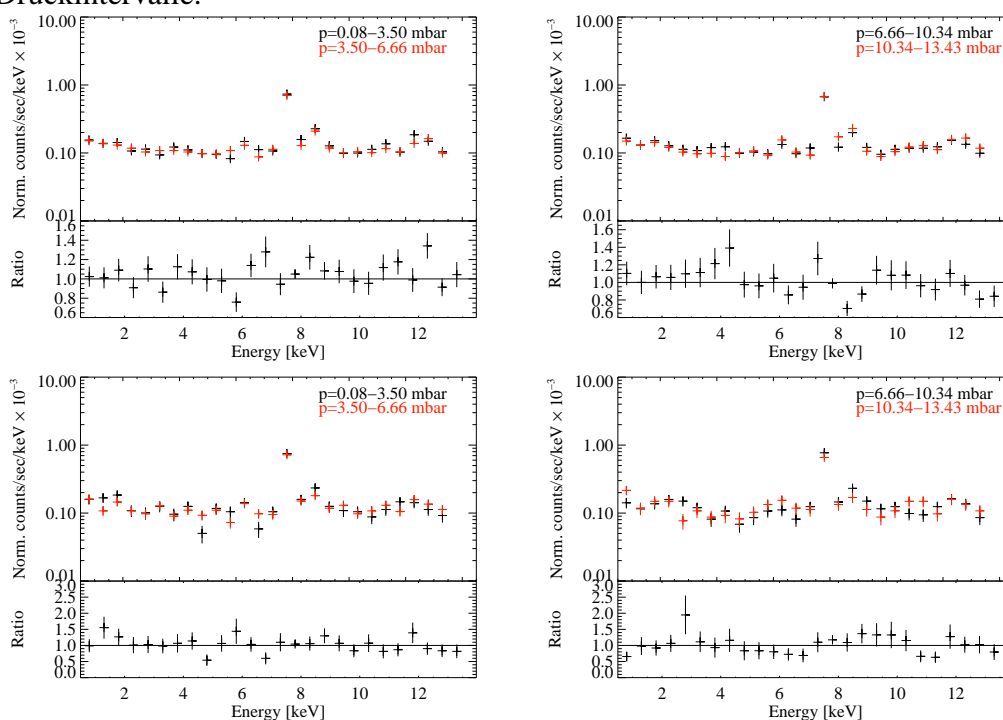 Druckintervalle.
10.00
1.00
0.10
0.01
Norm. counts/sec/keV × 10⁻³
p=0.08−3.50 mbar
p=3.50−6.66 mbar
1.6
1.4
1.2
1.0
0.8
0.6
Ratio
2 4 6 8 10 12
Energy [keV]
10.00
1.00
0.10
0.01
Norm. counts/sec/keV × 10⁻³
p=6.66−10.34 mbar
p=10.34−13.43 mbar
1.6
1.4
1.2
1.0
0.8
0.6
Ratio
2 4 6 8 10 12
Energy [keV]
10.00
1.00
0.10
0.01
Norm. counts/sec/keV × 10⁻³
p=0.08−3.50 mbar
p=3.50−6.66 mbar
3.0
2.5
2.0
1.5
1.0
0.5
0.0
Ratio
2 4 6 8 10 12
Energy [keV]
10.00
1.00
0.10
0.01
Norm. counts/sec/keV × 10⁻³
p=6.66−10.34 mbar
p=10.34−13.43 mbar
3.0
2.5
2.0
1.5
1.0
0.5
0.0
Ratio
2 4 6 8 10 12
Energy [keV]